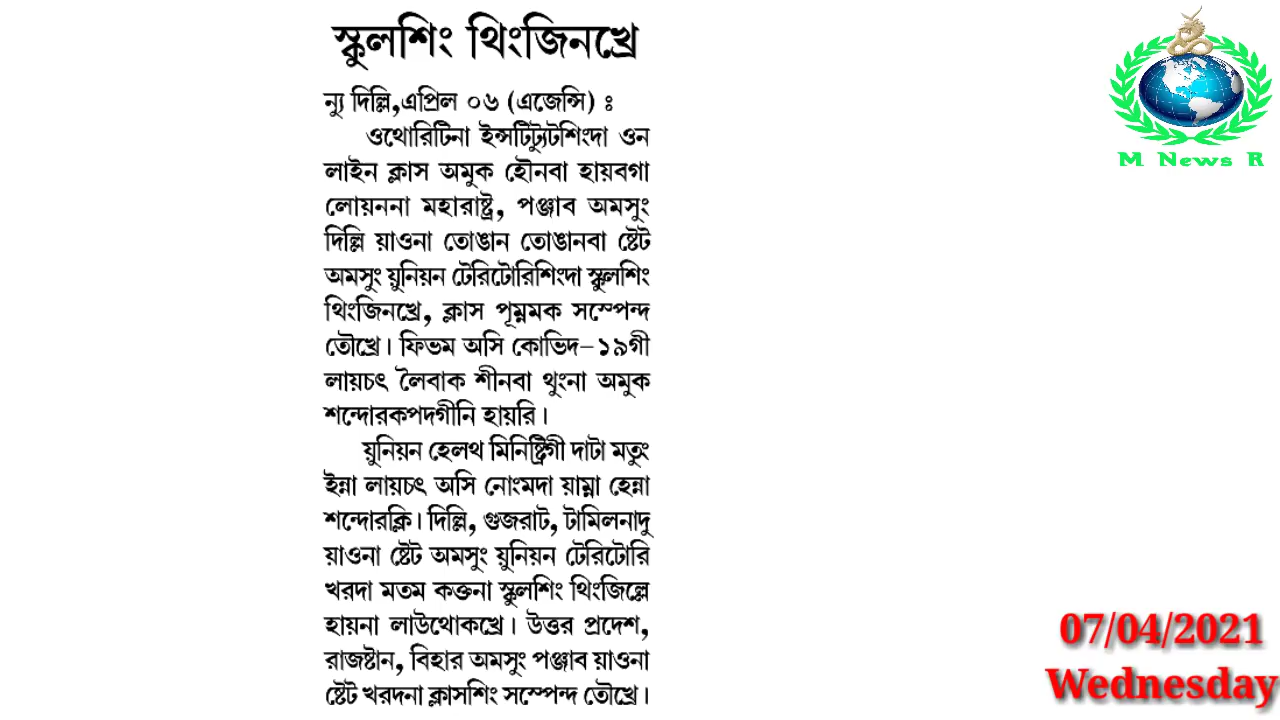 স্কুলশিং থিংজিনখ্রে
ন্যু দিল্লি,এপ্রিল ০৬ (এজেন্সি) ঃ
ওথোরিটিনা ইন্সটিট্যুটশিংদা ওন
লাইন ক্লাস অমুক হৌনবা হায়বগা
লোয়ননা মহারাষ্ট্র, পঞ্জাব অমসুং
দিল্লি য়াওনা তোঙান তোঙানবা ষ্টেট
অমসুং য়ুনিয়ন টেরিটোরিশিংদা স্কুলশিং
থিংজিনখ্রে, ক্লাস পূম্নমক সস্পেন্দ
তৌখ্রে। ফিভম অসি কোভিদ-১৯গী
লায়চৎ লৈবাক শীনবা থুংনা অমুক
শন্দোরকপদগীনি হায়রি।
য়ুনিয়ন হেলথ মিনিষ্ট্রিগী দাটা মতুং
ইন্না লায়চৎ অসি নোংমদা য়াম্না হেন্না
শন্দোরক্লি। দিল্লি, গুজরাট, টামিলনাদু
য়াওনা ষ্টেট অমসুং য়ুনিয়ন টেরিটোরি
খরদা মতম কক্তনা স্কুলশিং থিংজিল্লে
হায়না লাউথোকখ্রে। উত্তর প্রদেশ,
রাজষ্টান, বিহার অমসুং পঞ্জাব য়াওনা
ষ্টেট খরদনা ক্লাসশিং সস্পেন্দ তৌখ্রে।
M News R
07/04/2021
Wednesday